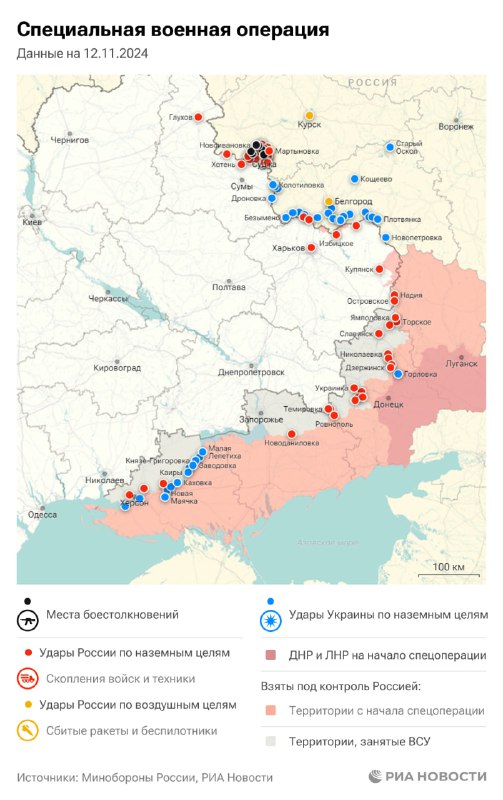 Специальная военная операция
Данные на 12.11.2024
РОССИЯ
Глухов
Курск
Воронеж
Чернигов
Новоивановка
Мартыновка
Старый
Оскол
Хотень
Суджа
Сумы
Колотиловка
Кощеево
Дроновка
Белгород
Киев
Безымено
Плотвянка
Новопетровка
Избицкое
Харьков
Купянск
Полтава
Надия
Островское
Черкассы
Ямполовка
Торское
Славянск
Николаевка
Луганск
Кировоград
Днепропетровск
Дзержинск
Горловка
Украинка
Донецк
Темировка
Запорожье
Ровнополь
Новоданиловка
Малая
Лепетиха
Князе-Григоровка
Заводовка
Каиры
Николаев
Каховка
Новая
Маячка
Херсон
Одесса
Азовское море
100 км
Места боестолкновений
Удары России по наземным целям
Скопления войск и техники
Удары России по воздушным целям
Сбитые ракеты и беспилотники
Удары Украины по наземным целям
ДНР и ЛНР на начало спецоперации
Взяты под контроль Россией:
Территории с начала спецоперации
Территории, занятые ВСУ
Источники: Минобороны России, РИА Новости
РИА НОВОСТИ